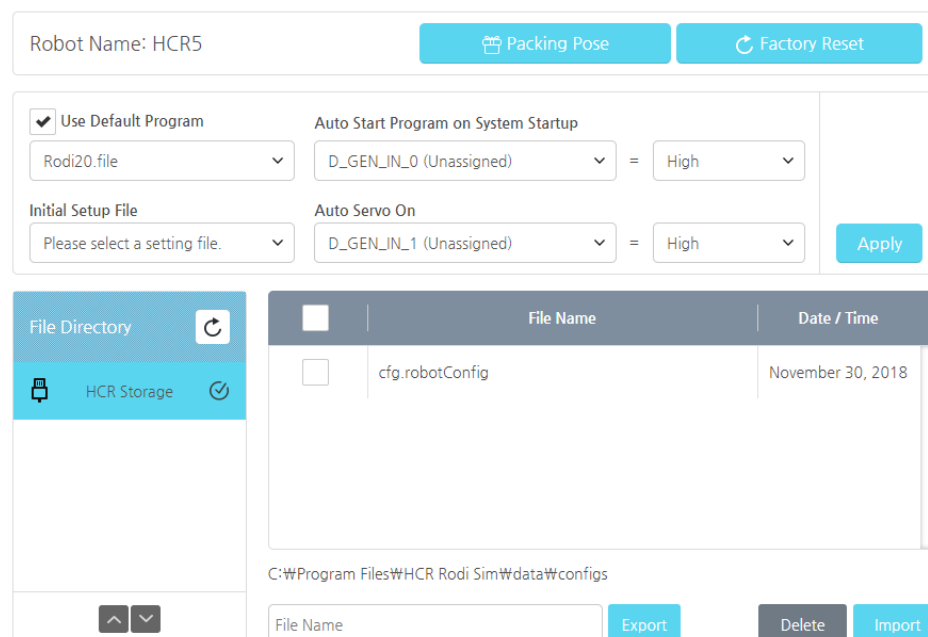 Robot Name: HCR5
Packing Pose
Factory Reset
Use Default Program
Auto Start Program on System Startup
Rodi20.file
D_GEN_IN_0 (Unassigned)
=
High
Initial Setup File
Auto Servo On
Please select a setting file.
D_GEN_IN_1 (Unassigned)
=
High
Apply
File Directory
File Name
Date / Time
HCR Storage
cfg.robotConfig
November 30, 2018
C:₩Program Files₩HCR Rodi Sim₩data₩configs
File Name
Export
Delete
Import